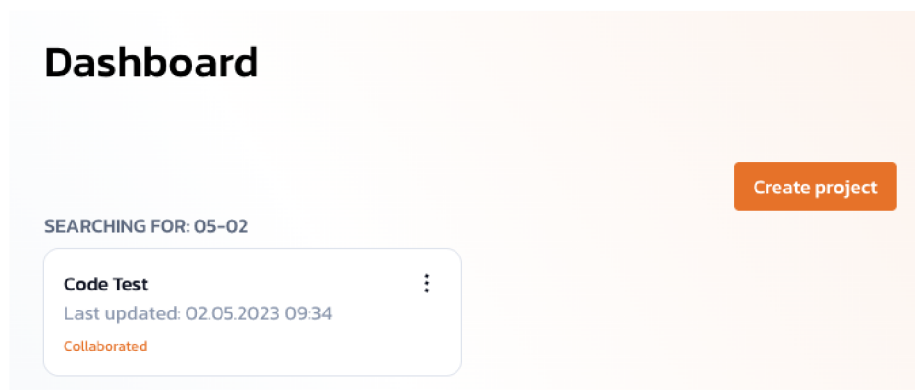 Dashboard
Create project
SEARCHING FOR: 05-02
Code Test
Last updated: 02.05.2023 09:34
Collaborated